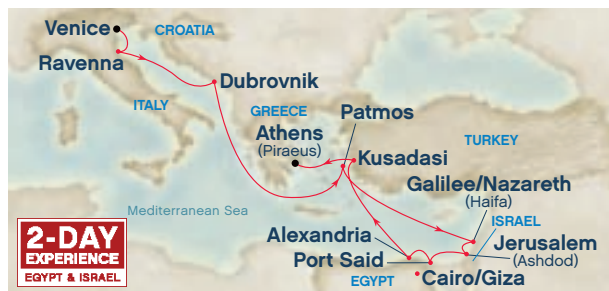 Venice
CROATIA
Ravenna
Dubrovnik
ITALY
GREECE
Patmos
Athens
(Piraeus)
TURKEY
Kusadasi
Galilee/Nazareth
(Haifa)
Mediterranean Sea
ISRAEL
2-DAY
EXPERIENCE
EGYPT & ISRAEL
Alexandria
Jerusalem
(Ashdod)
Port Said
EGYPT
Cairo/Giza